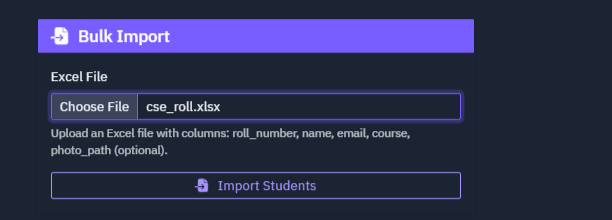 Bulk Import
Excel File
Choose File cse_roll.xlsx
Upload an Excel file with columns: roll_number, name, email, course,
photo_path (optional).
Import Students